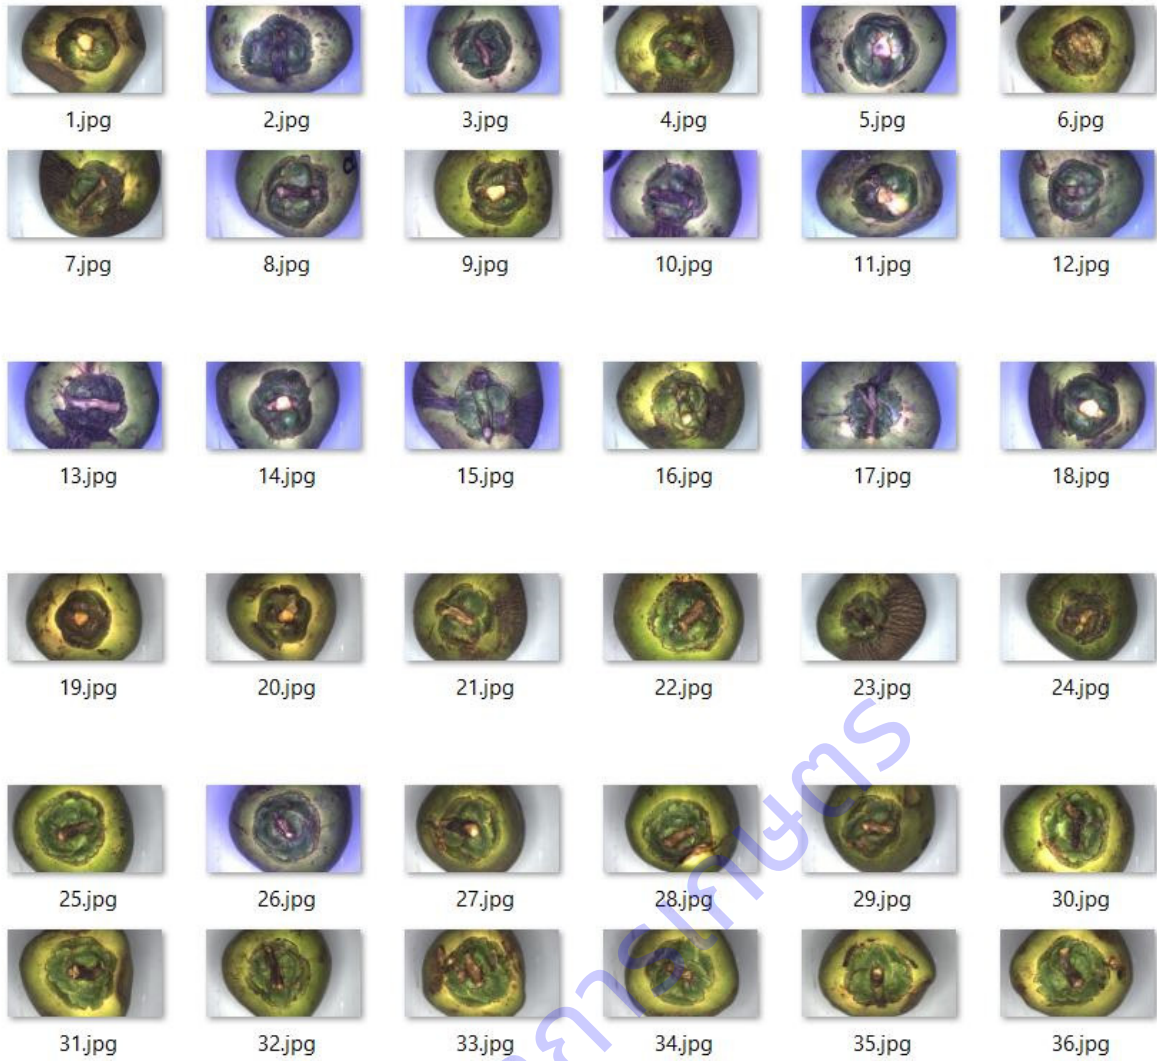 1.jpg 2.jpg 3.jpg 4.jpg 5.jpg 6.jpg
7.jpg 8.jpg 9.jpg 10.jpg 11.jpg 12.jpg
13.jpg 14.jpg 15.jpg 16.jpg 17.jpg 18.jpg
19.jpg 20.jpg 21.jpg 22.jpg 23.jpg 24.jpg
25.jpg 26.jpg 27.jpg 28.jpg 29.jpg 30.jpg
31.jpg 32.jpg 33.jpg 34.jpg 35.jpg 36.jpg